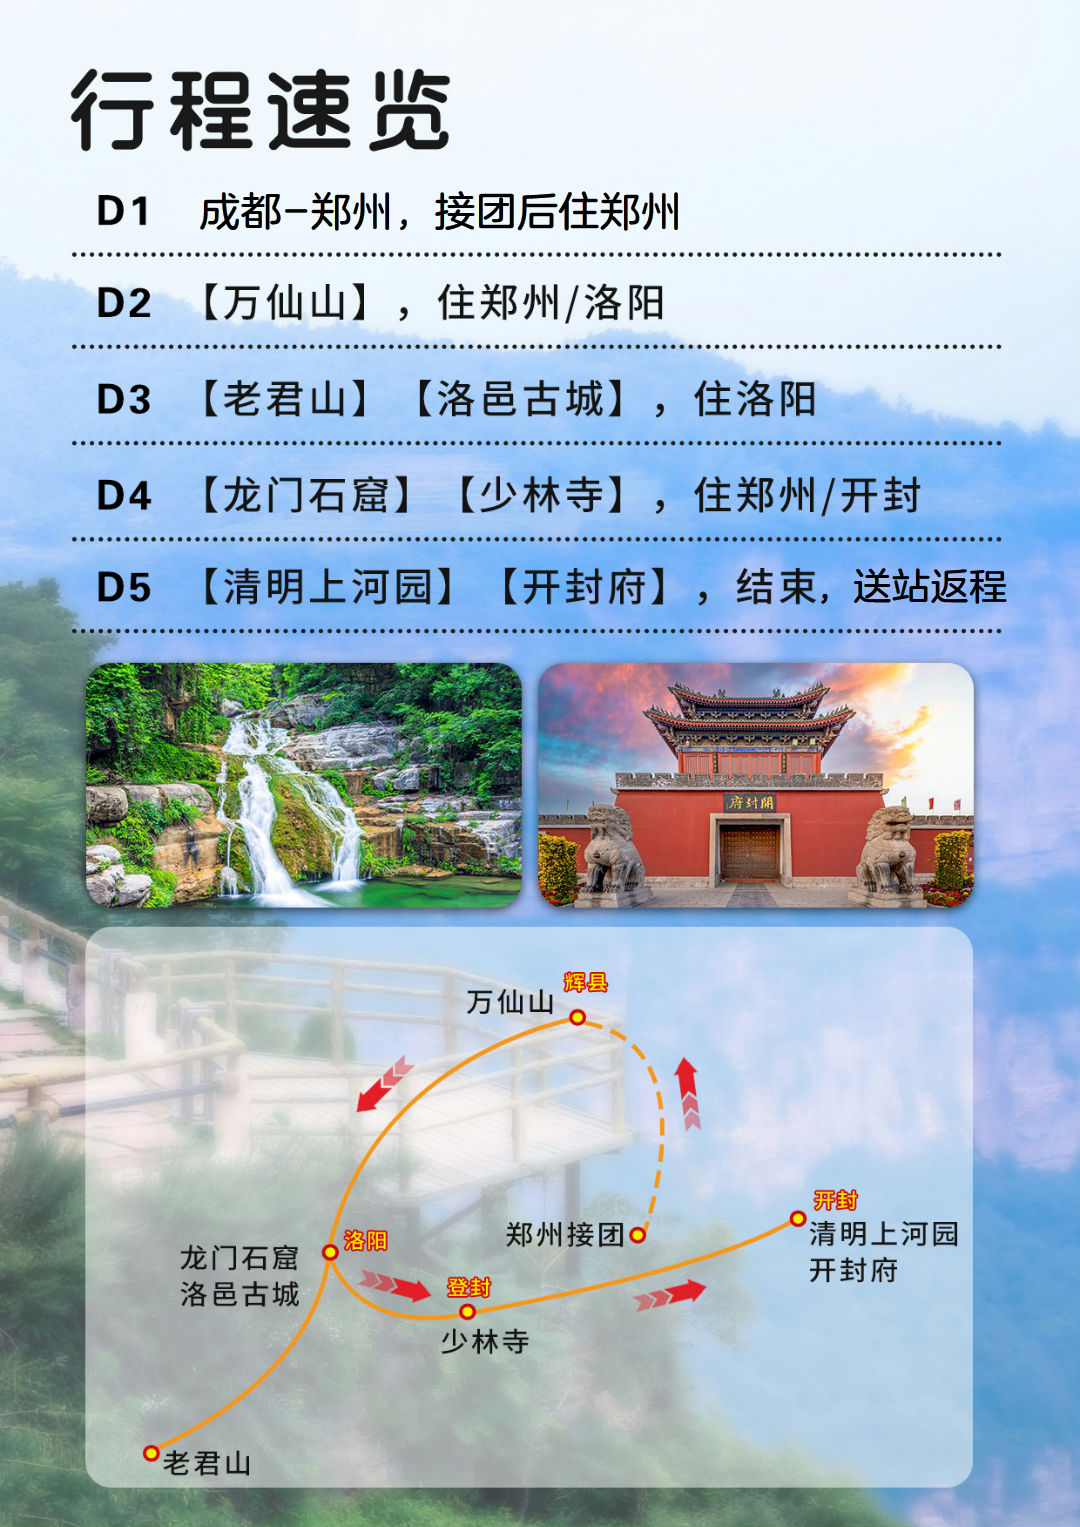 行程速览
D1 成都-郑州，接团后住郑州
D2 【万仙山】，住郑州/洛阳
D3 【老君山】【洛邑古城】，住洛阳
D4 【龙门石窟】【少林寺】，住郑州/开封
D5 【清明上河园】【开封府】，结束，送站返程
府封開
辉县
万仙山
郑州接团
开封
清明上河园
开封府
洛阳
龙门石窟
洛邑古城
登封
少林寺
老君山